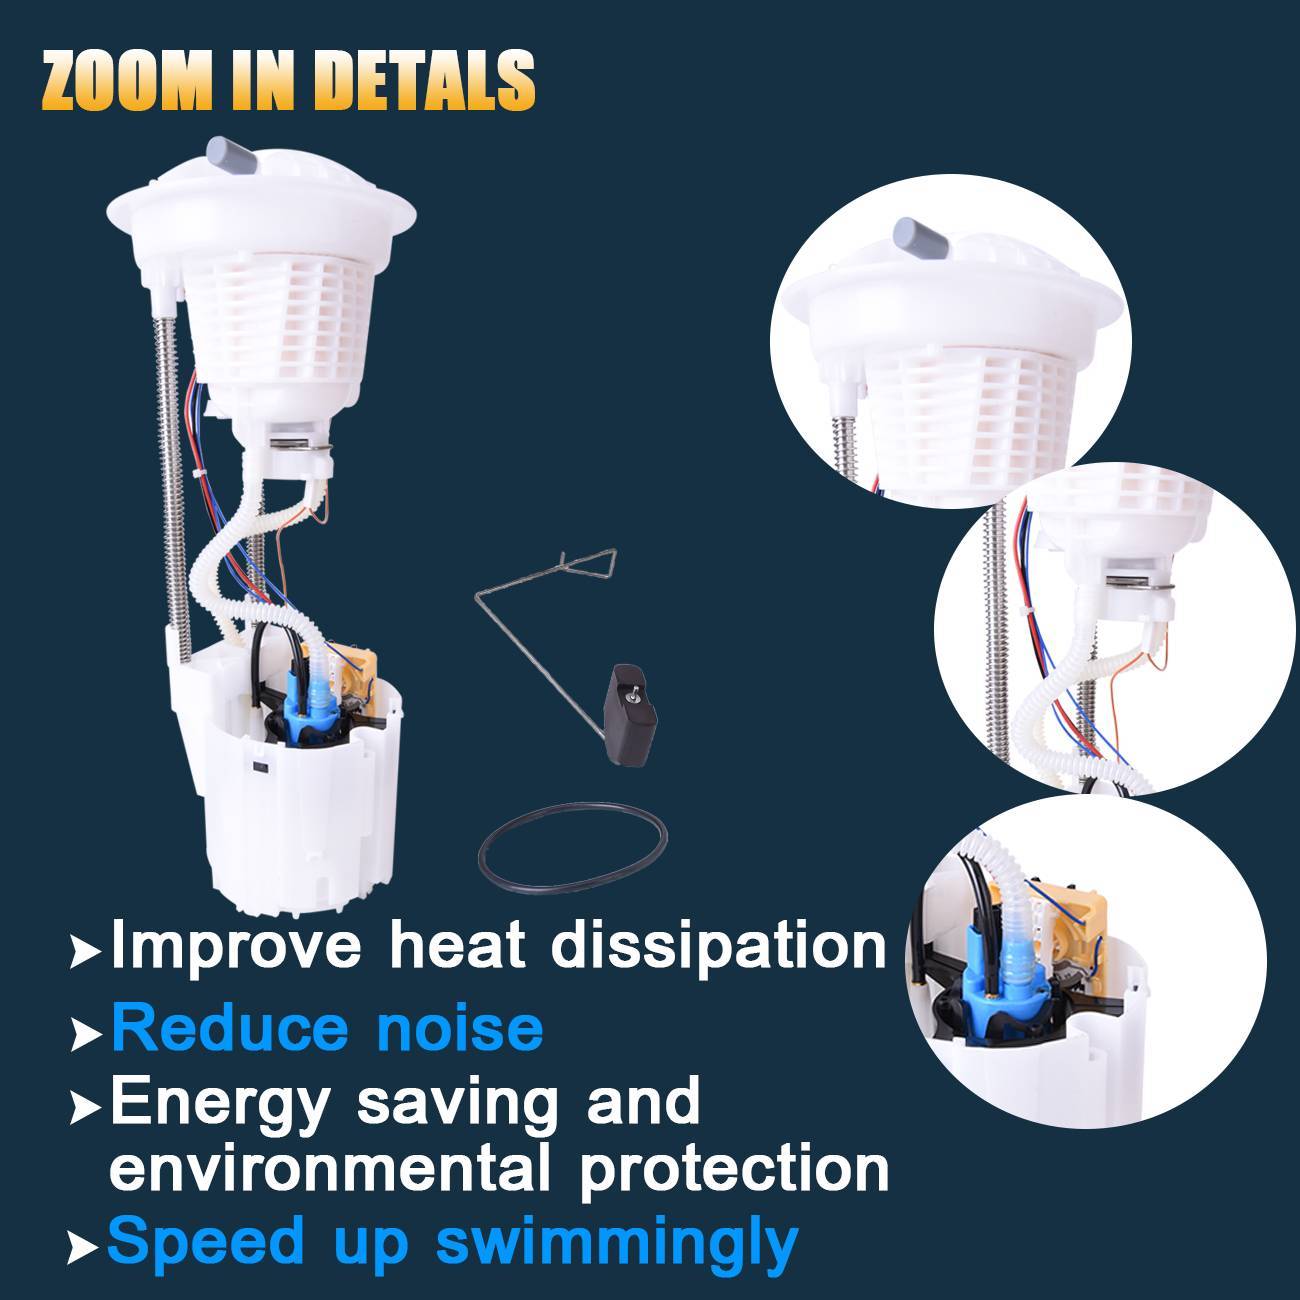 ZOOM IN DETALS
Improve heat dissipation
Reduce noise
Energy saving and
environmental protection
Speed up swimmingly